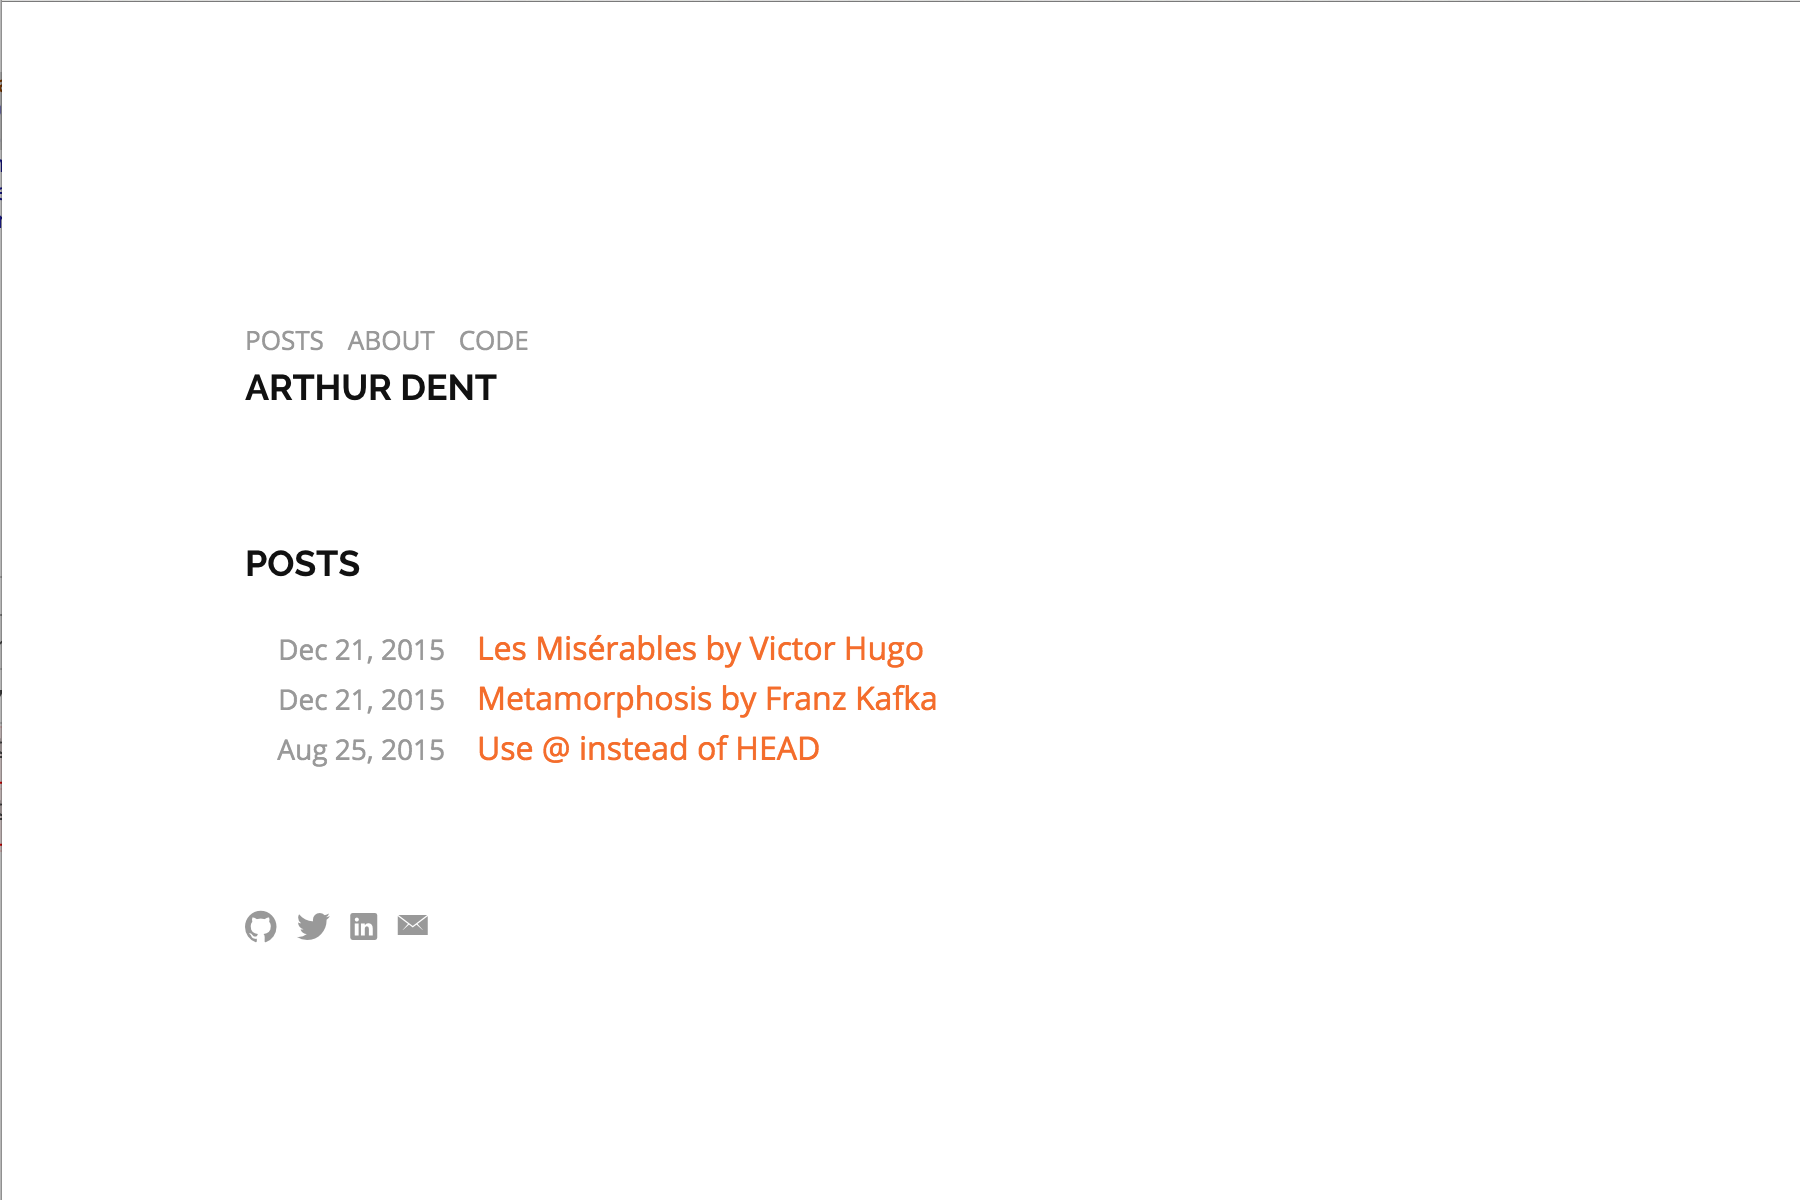 POSTS ABOUT CODE
ARTHUR DENT
POSTS
Dec 21, 2015 Les Misérables by Victor Hugo
Dec 21, 2015 Metamorphosis by Franz Kafka
Aug 25, 2015 Use @ instead of HEAD
in